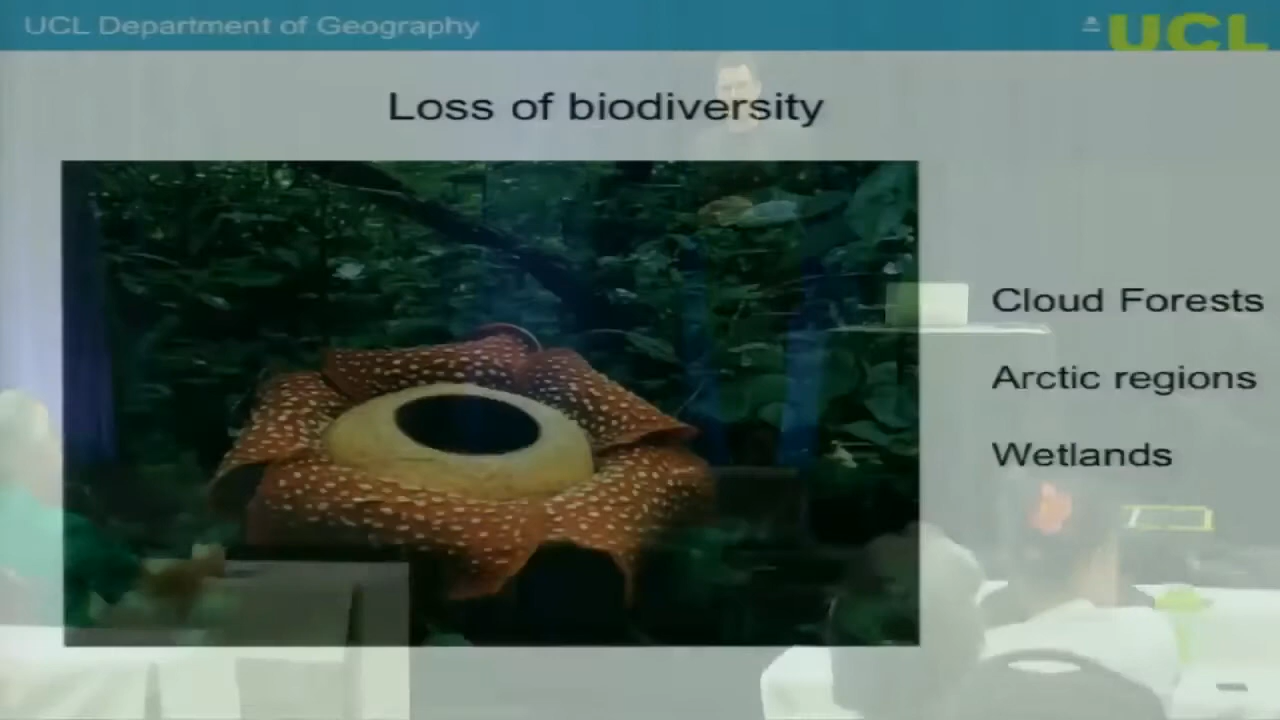 UCL Department of Geography
UCL
Loss of biodiversity
Cloud Forests
Arctic regions
Wetlands